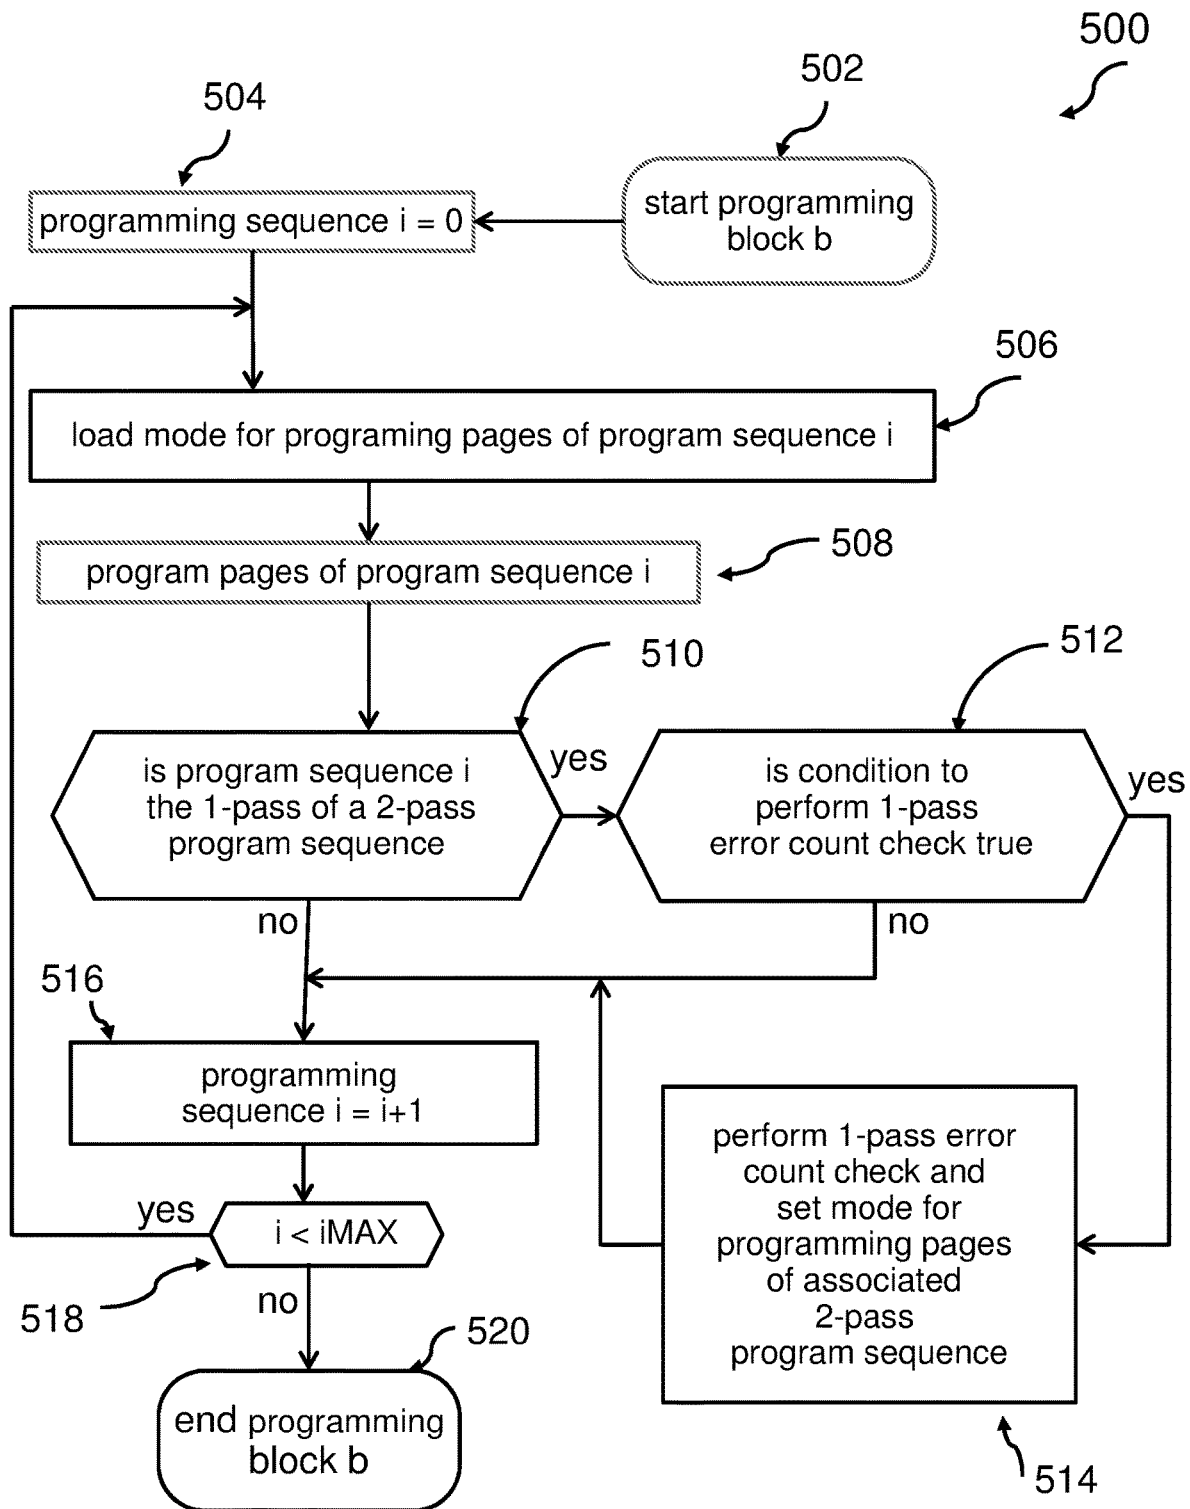 500
502
504
start programming
block b
programming sequence i = 0
506
load mode for programing pages of program sequence i
508
program pages of program sequence i
510
512
is program sequence i
the 1-pass of a 2-pass
program sequence
yes
is condition to
perform 1-pass
error count check true
yes
no
no
516
programming
sequence i = i+1
perform 1-pass error
count check and
set mode for
programming pages
of associated
2-pass
program sequence
514
yes
i < iMAX
518
no
520
end programming
block b